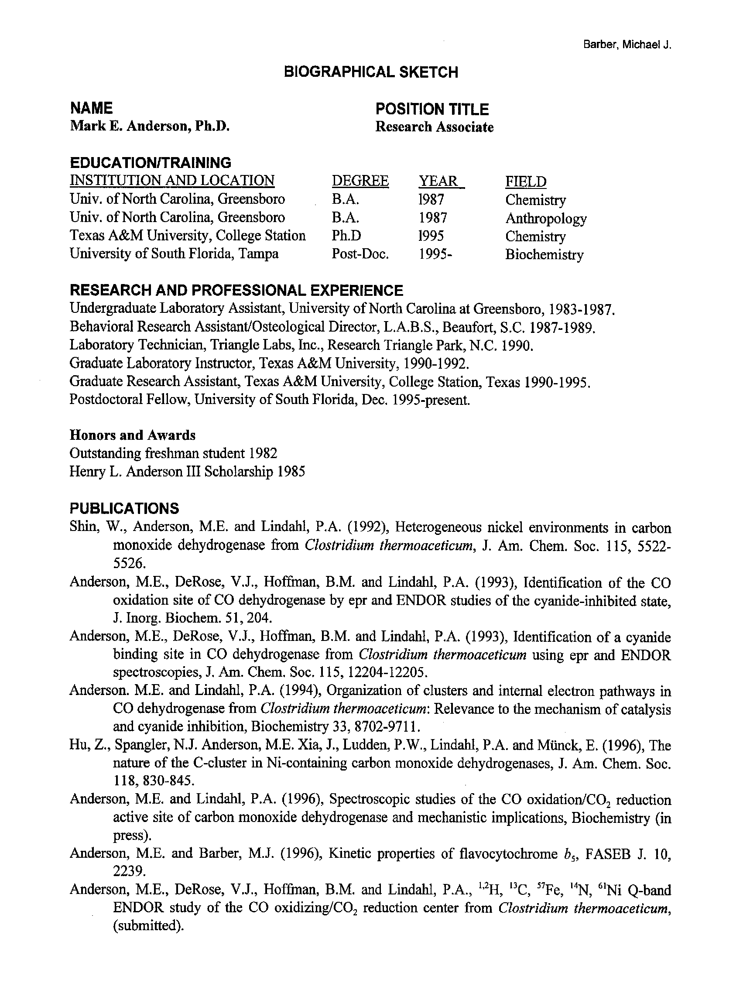 Barber, Michael J.
BIOGRAPHICAL SKETCH
NAME POSITION TITLE
Mark E. Anderson, Ph.D. Research Associate
EDUCATION/TRAINING
INSTITUTION AND LOCATION DEGREE YEAR FIELD
Univ. of North Carolina, Greensboro B.A. 1987 Chemistry
Univ. of North Carolina, Greensboro B.A. 1987 Anthropology
Texas A&M University, College Station Ph.D 1995 Chemistry
University of South Florida, Tampa Post-Doc. 1995- Biochemistry
RESEARCH AND PROFESSIONAL EXPERIENCE
Undergraduate Laboratory Assistant, University of North Carolina at Greensboro, 1983-1987.
Behavioral Research Assistant/Osteological Director, L.A.B.S., Beaufort, S.C. 1987-1989.
Laboratory Technician, Triangle Labs, Inc., Research Triangle Park, N.C. 1990.
Graduate Laboratory Instructor, Texas A&M University, 1990-1992.
Graduate Research Assistant, Texas A&M University, College Station, Texas 1990-1995.
Postdoctoral Fellow, University of South Florida, Dec. 1995-present.
Honors and Awards
Outstanding freshman student 1982
Henry L. Anderson III Scholarship 1985
PUBLICATIONS
Shin, W., Anderson, M.E. and Lindahl, P.A. (1992), Heterogeneous nickel environments in carbon
monoxide dehydrogenase from Clostridium thermoaceticum, J. Am. Chem. Soc. 115, 5522-
5526.
Anderson, M.E., DeRose, V.J., Hoffman, B.M. and Lindahl, P.A. (1993), Identification of the CO
oxidation site of CO dehydrogenase by epr and ENDOR studies of the cyanide-inhibited state,
J. Inorg. Biochem. 51, 204.
Anderson, M.E., DeRose, V.J., Hoffman, B.M. and Lindahl, P.A. (1993), Identification of a cyanide
binding site in CO dehydrogenase from Clostridium thermoaceticum using epr and ENDOR
spectroscopies, J. Am. Chem. Soc. 115, 12204-12205.
Anderson. M.E. and Lindahl, P.A. (1994), Organization of clusters and internal electron pathways in
CO dehydrogenase from Clostridium thermoaceticum: Relevance to the mechanism of catalysis
and cyanide inhibition, Biochemistry 33, 8702-9711.
Hu, Z., Spangler, N.J. Anderson, M.E. Xia, J., Ludden, P.W., Lindahl, P.A. and Münck, E. (1996), The
nature of the C-cluster in Ni-containing carbon monoxide dehydrogenases, J. Am. Chem. Soc.
118, 830-845.
Anderson, M.E. and Lindahl, P.A. (1996), Spectroscopic studies of the CO oxidation/CO₂ reduction
active site of carbon monoxide dehydrogenase and mechanistic implications, Biochemistry (in
press).
Anderson, M.E. and Barber, M.J. (1996), Kinetic properties of flavocytochrome b₅, FASEB J. 10,
2239.
Anderson, M.E., DeRose, V.J., Hoffman, B.M. and Lindahl, P.A., ¹,²H, ¹³C, ⁵⁷Fe, ¹⁴N, ⁶¹Ni Q-band
ENDOR study of the CO oxidizing/CO₂ reduction center from Clostridium thermoaceticum,
(submitted).